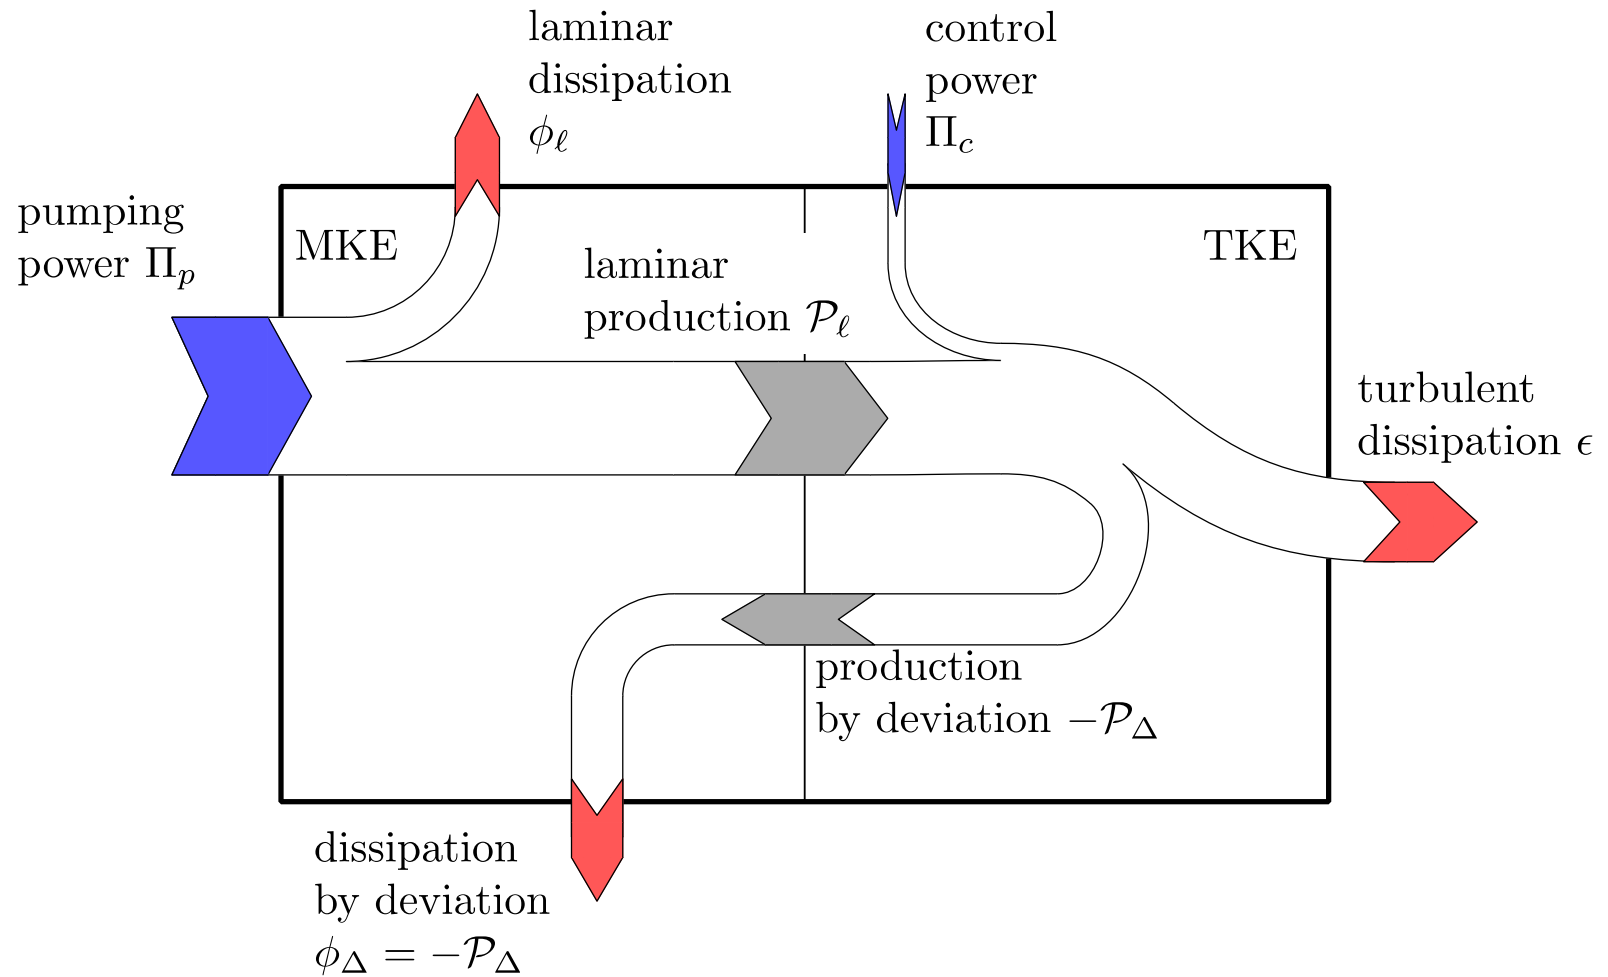 laminar
dissipation
ϕ_ℓ
control
power
Π_c
pumping
power Π_p
MKE
TKE
laminar
production 𝒫_ℓ
turbulent
dissipation ϵ
production
by deviation −𝒫_Δ
dissipation
by deviation
ϕ_Δ = −𝒫_Δ